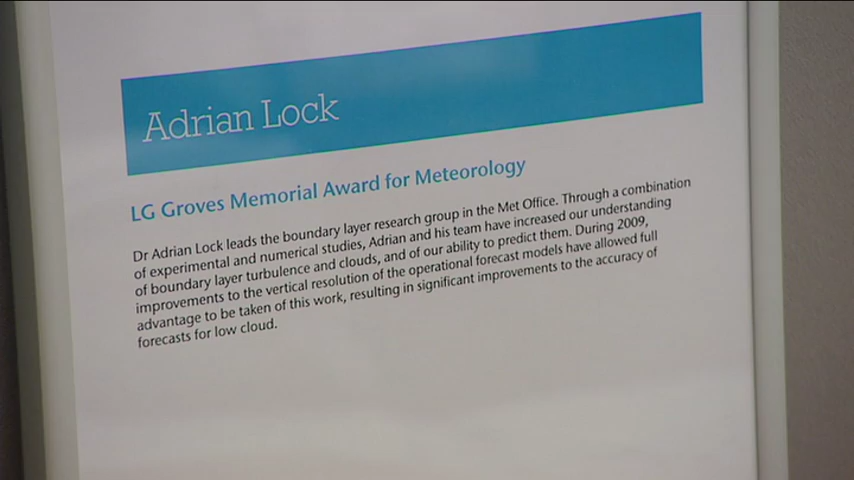 Adrian Lock
LG Groves Memorial Award for Meteorology
Dr Adrian Lock leads the boundary layer research group in the Met Office. Through a combination
of experimental and numerical studies, Adrian and his team have increased our understanding
of boundary layer turbulence and clouds, and of our ability to predict them. During 2009,
improvements to the vertical resolution of the operational forecast models have allowed full
advantage to be taken of this work, resulting in significant improvements to the accuracy of
forecasts for low cloud.